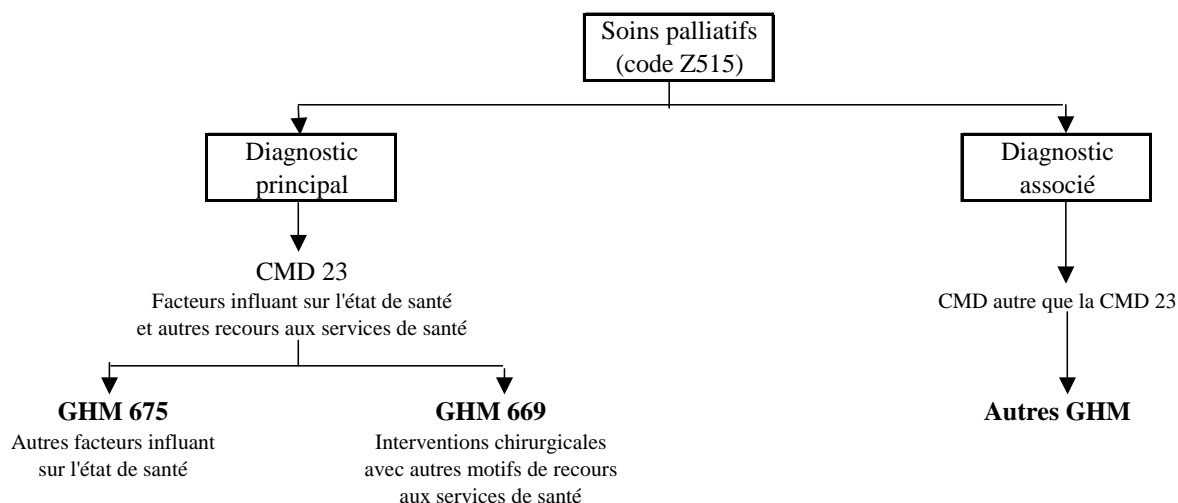 Soins palliatifs
(code Z515)
Diagnostic
principal
Diagnostic
associé
CMD 23
Facteurs influant sur l'état de santé
et autres recours aux services de santé
CMD autre que la CMD 23
GHM 675
Autres facteurs influant
sur l'état de santé
GHM 669
Interventions chirurgicales
avec autres motifs de recours
aux services de santé
Autres GHM